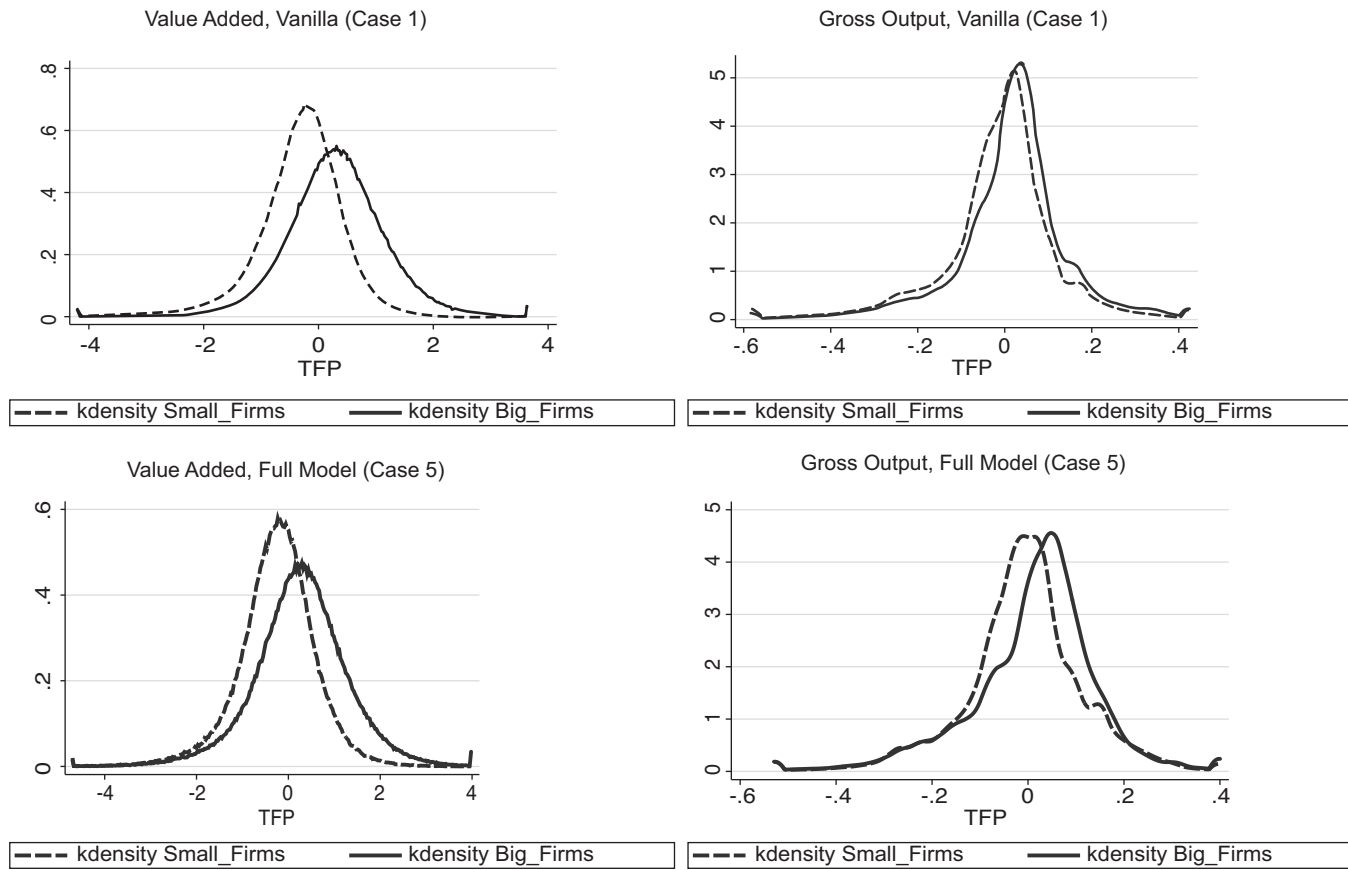 Value Added, Vanilla (Case 1)
.8
.6
.4
.2
0
-4
-2
0
2
4
TFP
kdensity Small_Firms
kdensity Big_Firms
Gross Output, Vanilla (Case 1)
5
4
3
2
1
0
-.6
-.4
-.2
0
.2
.4
TFP
kdensity Small_Firms
kdensity Big_Firms
Value Added, Full Model (Case 5)
.6
.4
.2
0
-4
-2
0
2
4
TFP
kdensity Small_Firms
kdensity Big_Firms
Gross Output, Full Model (Case 5)
5
4
3
2
1
0
-.6
-.4
-.2
0
.2
.4
TFP
kdensity Small_Firms
kdensity Big_Firms